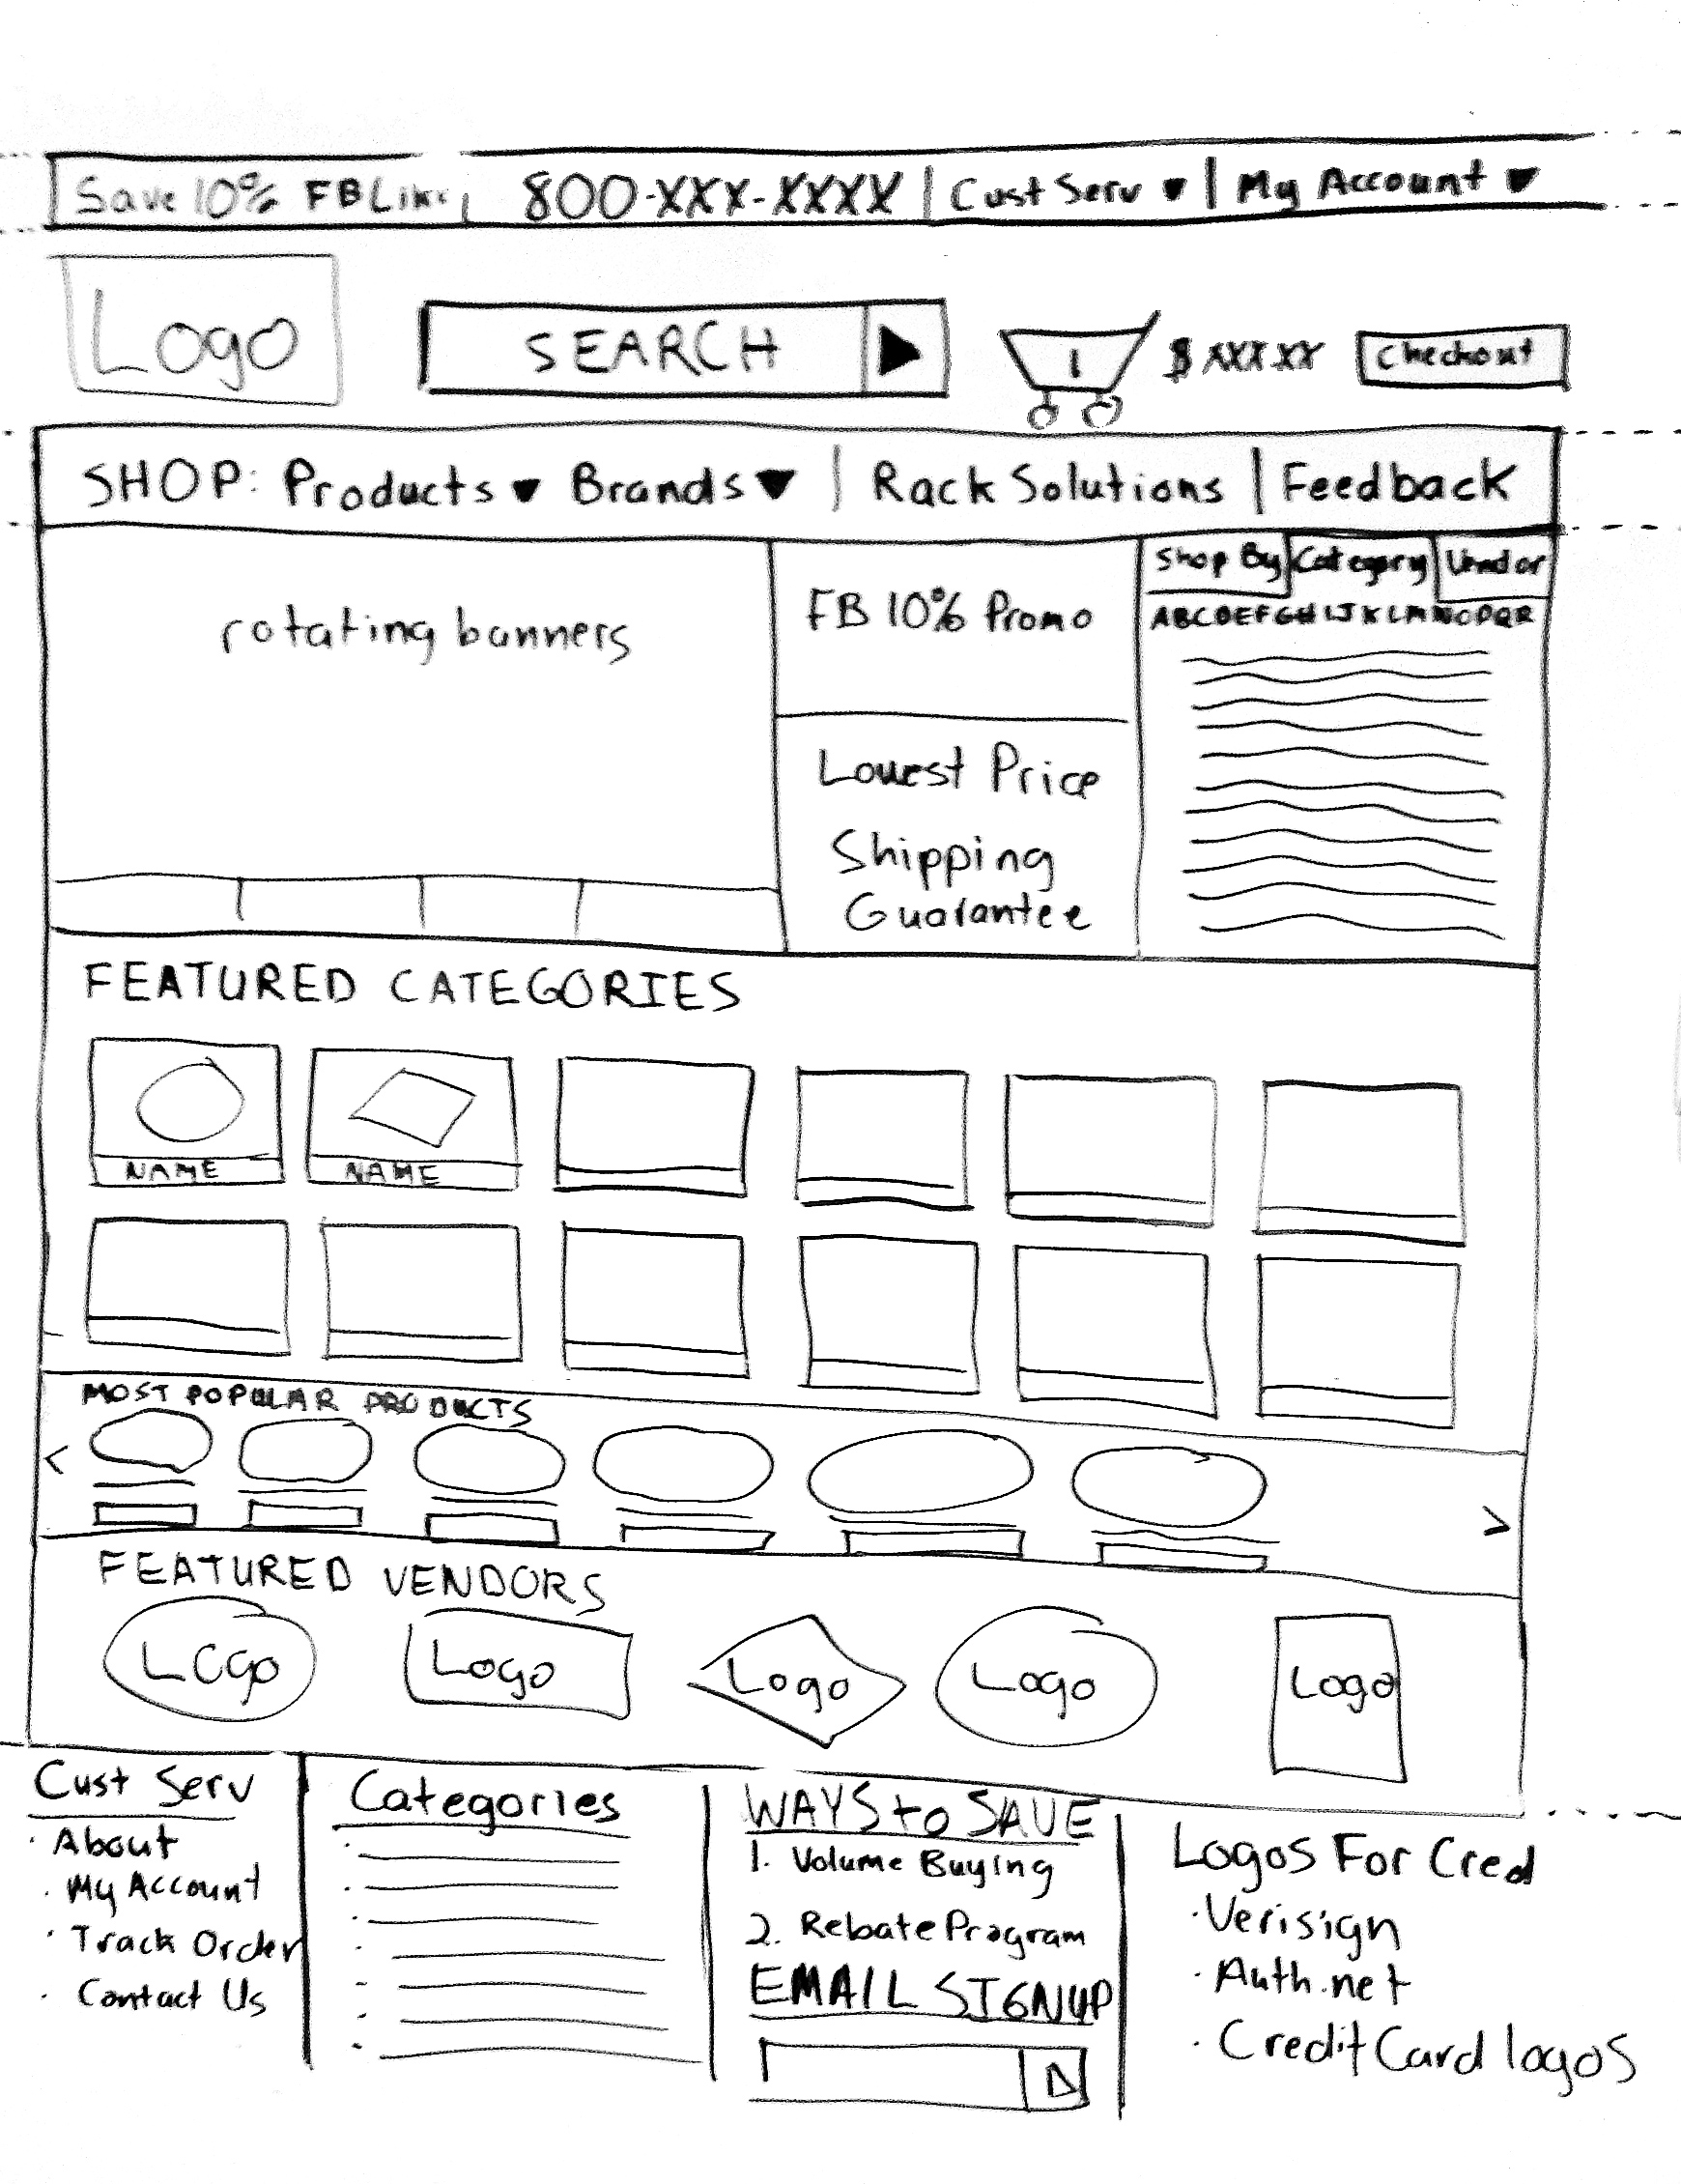 Save 10% FB Like | 800-XXX-XXXX | Cust Serv ▼ | My Account ▼
Logo
SEARCH
1
$ XXX XX
Checkout
SHOP: Products ▼ Brands ▼ | Rack Solutions | Feedback
rotating banners
FB 10% Promo
Lowest Price
Shipping
Guarantee
Shop By Category Vendor
ABCDEFGHIJKLMNOPQR
FEATURED CATEGORIES
NAME
NAME
MOST POPULAR PRODUCTS
<
>
FEATURED VENDORS
Logo
Logo
Logo
Logo
Logo
Cust Serv
· About
· My Account
· Track Order
· Contact Us
Categories
WAYS to SAVE
1. Volume Buying
2. Rebate Program
EMAIL SIGNUP
Logos For Cred
· Verisign
· Auth.net
· Credit Card logos